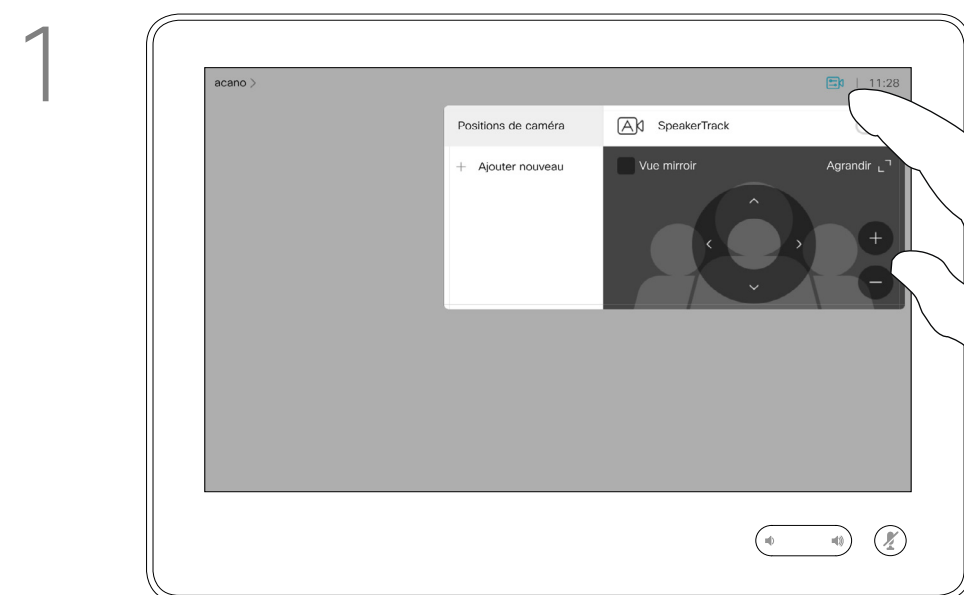 1
acano >
11:28
Positions de caméra
SpeakerTrack
+ Ajouter nouveau
Vue mirroir
Agrandir